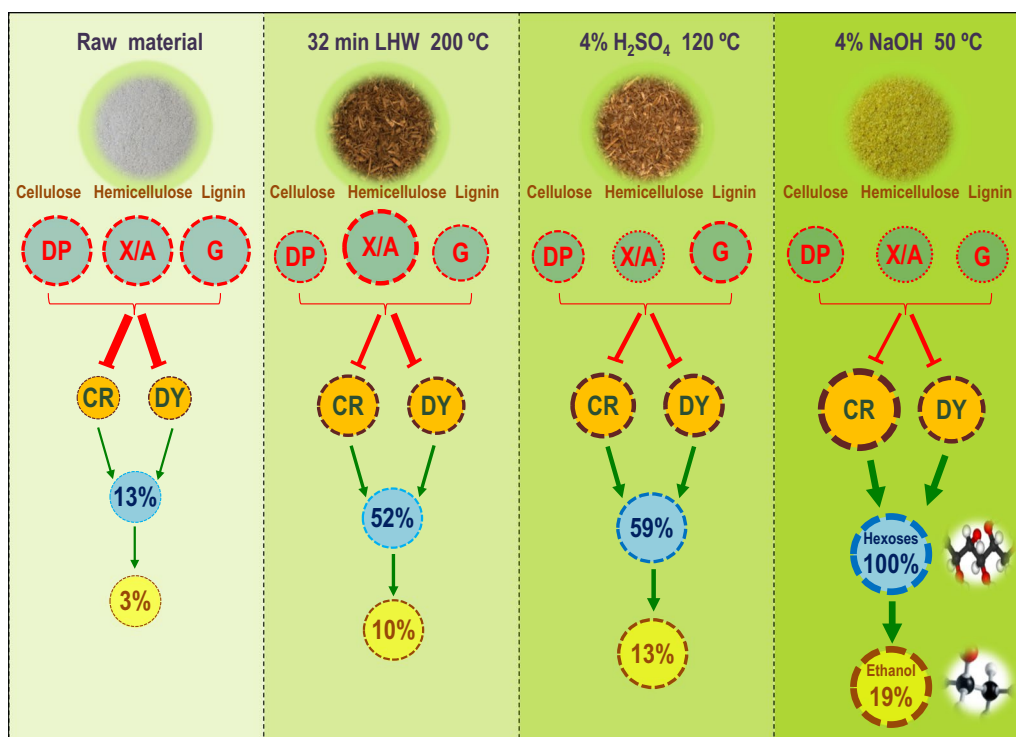 Raw material
Cellulose Hemicellulose Lignin
DP X/A G
CR DY
13%
3%
32 min LHW 200 ºC
Cellulose Hemicellulose Lignin
DP X/A G
CR DY
52%
10%
4% H₂SO₄ 120 ºC
Cellulose Hemicellulose Lignin
DP X/A G
CR DY
59%
13%
4% NaOH 50 ºC
Cellulose Hemicellulose Lignin
DP X/A G
CR DY
Hexoses
100%
Ethanol
19%